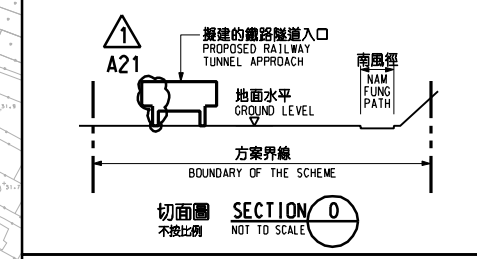 1
A21
擬建的鐵路隧道入口
PROPOSED RAILWAY
TUNNEL APPROACH
南風徑
NAM
FUNG
PATH
地面水平
GROUND LEVEL
方案界線
BOUNDARY OF THE SCHEME
切面圖 SECTION O
不按比例 NOT TO SCALE